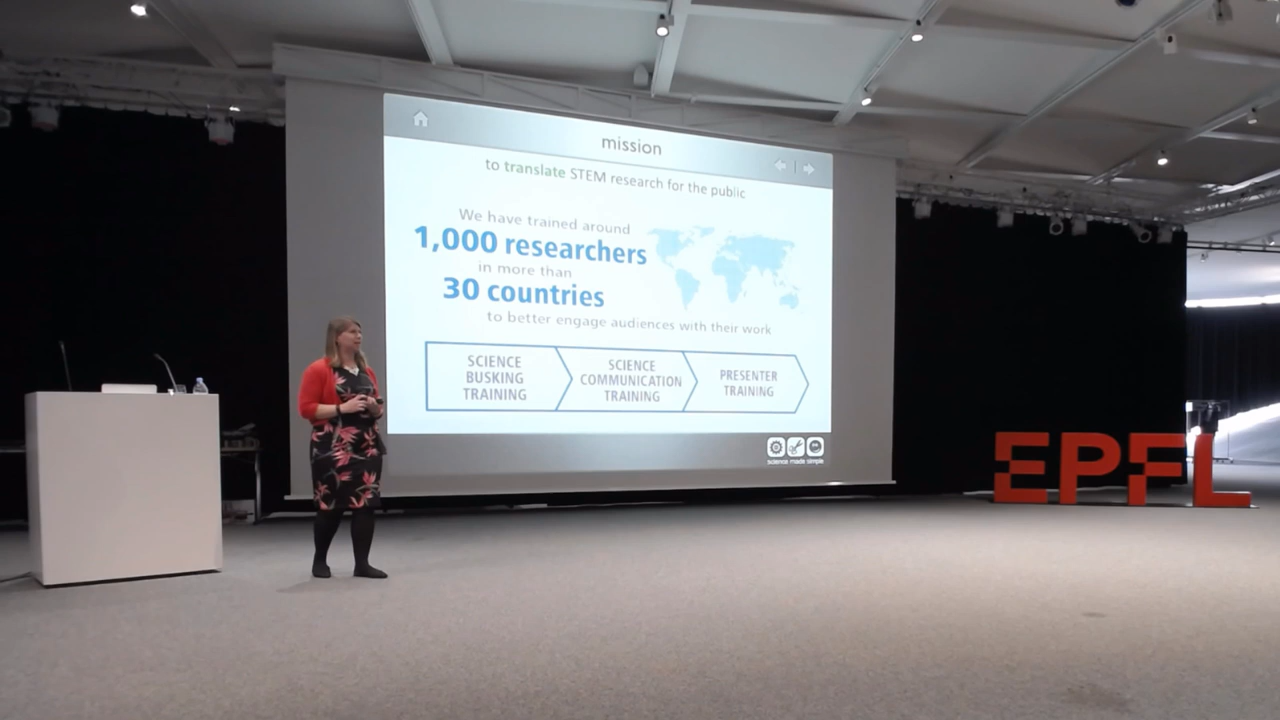 mission
to translate STEM research for the public
We have trained around
1,000 researchers
in more than
30 countries
to better engage audiences with their work
SCIENCE
BUSKING
TRAINING
SCIENCE
COMMUNICATION
TRAINING
PRESENTER
TRAINING
science made simple
EPFL